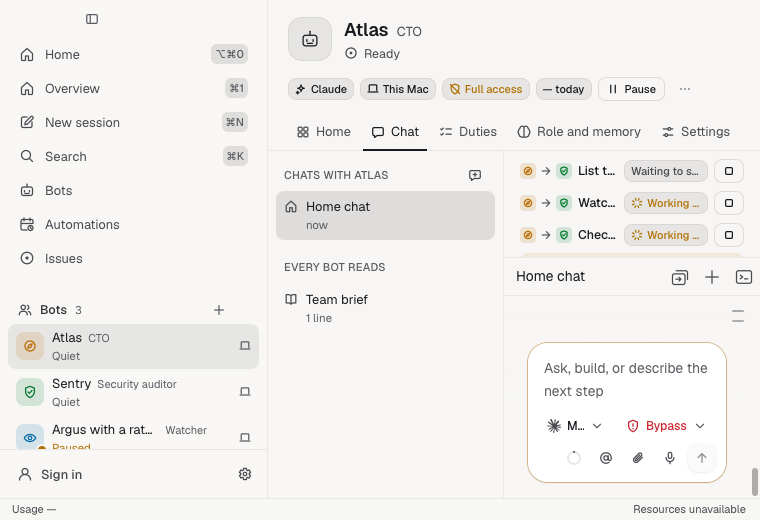 Home ⌥⌘0
Overview ⌘1
New session ⌘N
Search ⌘K
Bots
Automations
Issues
Bots 3
Atlas CTO
Quiet
Sentry Security auditor
Quiet
Argus with a rat… Watcher
Paused
Sign in
Atlas CTO
Ready
Claude This Mac Full access — today Pause
Home Chat Duties Role and memory Settings
CHATS WITH ATLAS
Home chat
now
EVERY BOT READS
Team brief
1 line
List t… Waiting to s…
Watc… Working …
Chec… Working …
Home chat
Ask, build, or describe the
next step
M… Bypass
Usage —
Resources unavailable